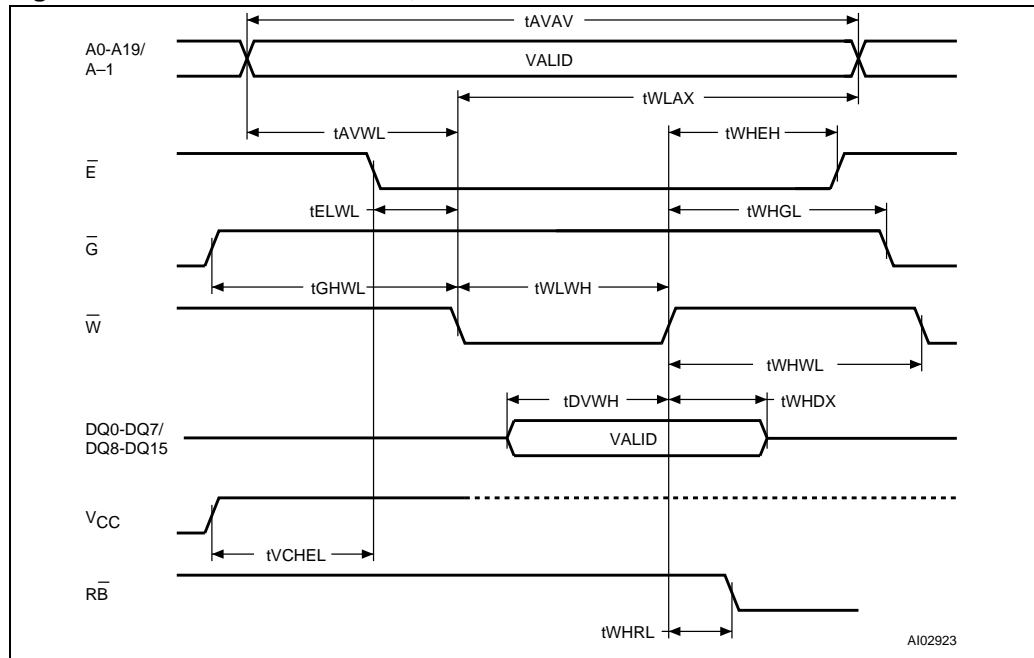 tAVAV
A0-A19/
A–1
VALID
tWLAX
tAVWL
tWHEH
E̅
tELWL
tWHGL
G̅
tGHWL
tWLWH
W̅
tWHWL
tDVWH
tWHDX
DQ0-DQ7/
DQ8-DQ15
VALID
VCC
tVCHEL
RB̅
tWHRL
AI02923